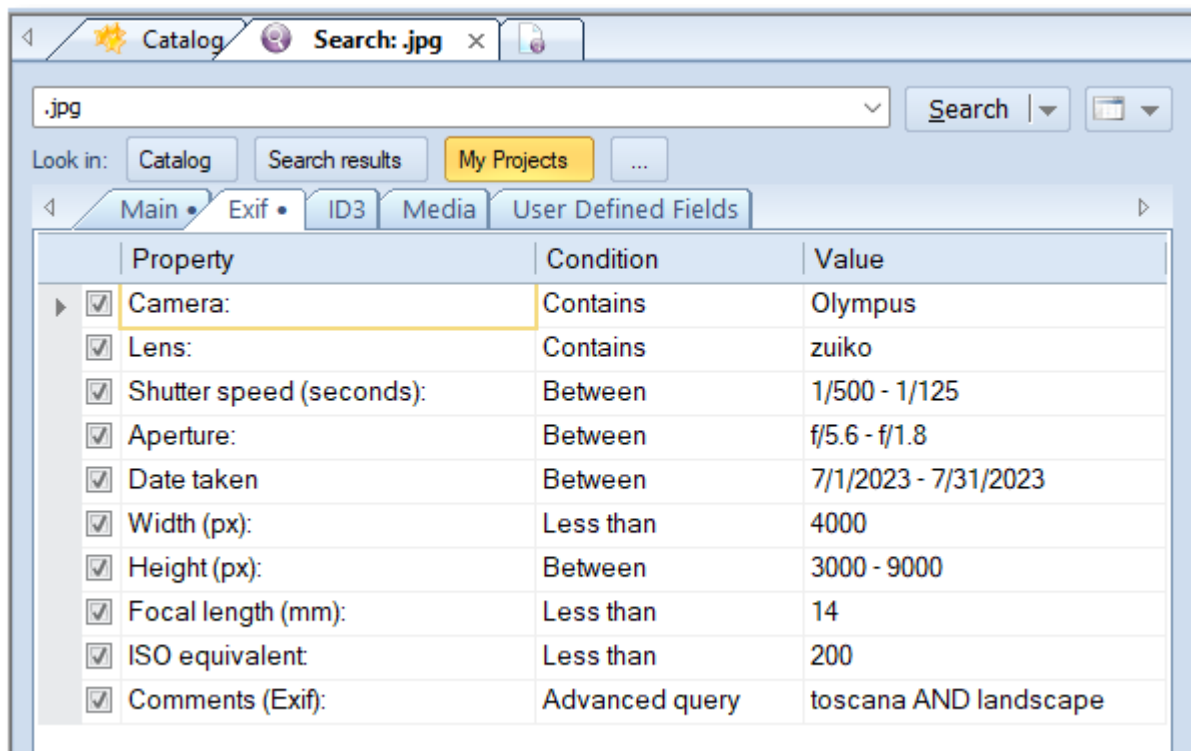 Catalog Search: .jpg
.jpg Search
Look in: Catalog Search results My Projects ...
Main • Exif • ID3 Media User Defined Fields
Property Condition Value
Camera: Contains Olympus
Lens: Contains zuiko
Shutter speed (seconds): Between 1/500 - 1/125
Aperture: Between f/5.6 - f/1.8
Date taken Between 7/1/2023 - 7/31/2023
Width (px): Less than 4000
Height (px): Between 3000 - 9000
Focal length (mm): Less than 14
ISO equivalent: Less than 200
Comments (Exif): Advanced query toscana AND landscape